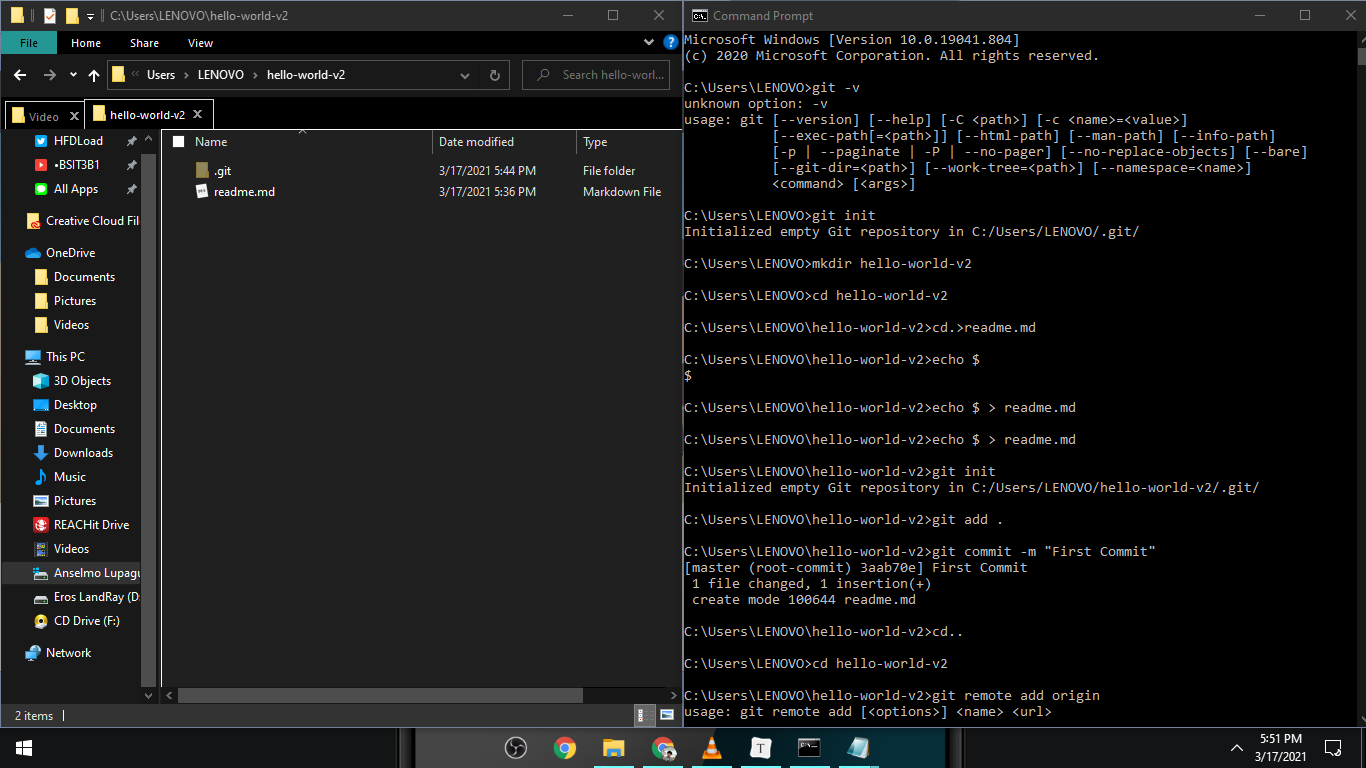 C:\Users\LENOVO\hello-world-v2
File Home Share View
Users > LENOVO > hello-world-v2
Search hello-worl...
Video
hello-world-v2
HFDLoad
•BSIT3B1
All Apps
Creative Cloud Fil
OneDrive
Documents
Pictures
Videos
This PC
3D Objects
Desktop
Documents
Downloads
Music
Pictures
REACHit Drive
Videos
Anselmo Lupagu
Eros LandRay (D:
CD Drive (F:)
Network
Name Date modified Type
.git 3/17/2021 5:44 PM File folder
readme.md 3/17/2021 5:36 PM Markdown File
2 items
Command Prompt
Microsoft Windows [Version 10.0.19041.804]
(c) 2020 Microsoft Corporation. All rights reserved.
C:\Users\LENOVO>git -v
unknown option: -v
usage: git [--version] [--help] [-C <path>] [-c <name>=<value>]
[--exec-path[=<path>]] [--html-path] [--man-path] [--info-path]
[-p | --paginate | -P | --no-pager] [--no-replace-objects] [--bare]
[--git-dir=<path>] [--work-tree=<path>] [--namespace=<name>]
<command> [<args>]
C:\Users\LENOVO>git init
Initialized empty Git repository in C:/Users/LENOVO/.git/
C:\Users\LENOVO>mkdir hello-world-v2
C:\Users\LENOVO>cd hello-world-v2
C:\Users\LENOVO\hello-world-v2>cd.>readme.md
C:\Users\LENOVO\hello-world-v2>echo $
$
C:\Users\LENOVO\hello-world-v2>echo $ > readme.md
C:\Users\LENOVO\hello-world-v2>echo $ > readme.md
C:\Users\LENOVO\hello-world-v2>git init
Initialized empty Git repository in C:/Users/LENOVO/hello-world-v2/.git/
C:\Users\LENOVO\hello-world-v2>git add .
C:\Users\LENOVO\hello-world-v2>git commit -m "First Commit"
[master (root-commit) 3aab70e] First Commit
1 file changed, 1 insertion(+)
create mode 100644 readme.md
C:\Users\LENOVO\hello-world-v2>cd..
C:\Users\LENOVO>cd hello-world-v2
C:\Users\LENOVO\hello-world-v2>git remote add origin
usage: git remote add [<options>] <name> <url>
T
5:51 PM
3/17/2021